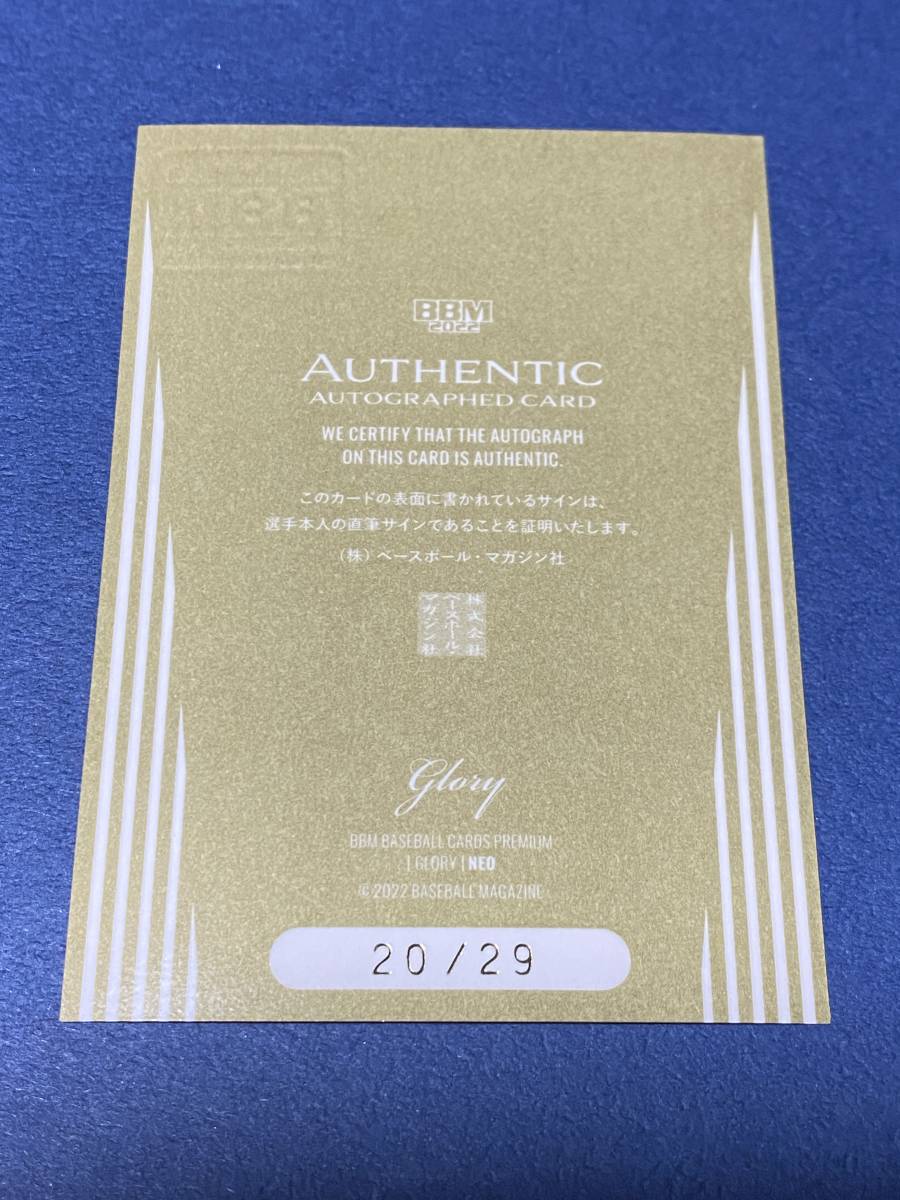 BBM
2022
AUTHENTIC
AUTOGRAPHED CARD
WE CERTIFY THAT THE AUTOGRAPH
ON THIS CARD IS AUTHENTIC.
このカードの表面に書かれているサインは、
選手本人の直筆サインであることを証明いたします。
（株）ベースボール・マガジン社
株式会社
ベースボール・
マガジン社
Glory
BBM BASEBALL CARDS PREMIUM
| GLORY | NEO
© 2022 BASEBALL MAGAZINE
20/29